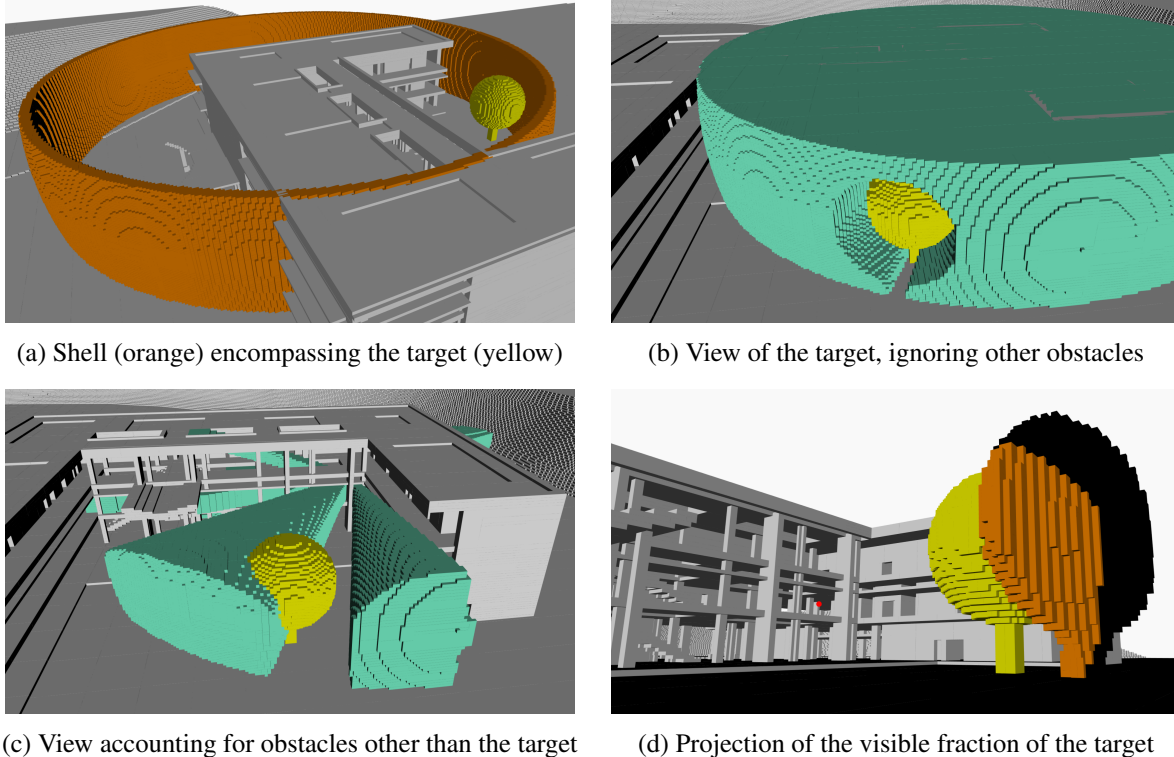 (a) Shell (orange) encompassing the target (yellow)
(b) View of the target, ignoring other obstacles
(c) View accounting for obstacles other than the target
(d) Projection of the visible fraction of the target